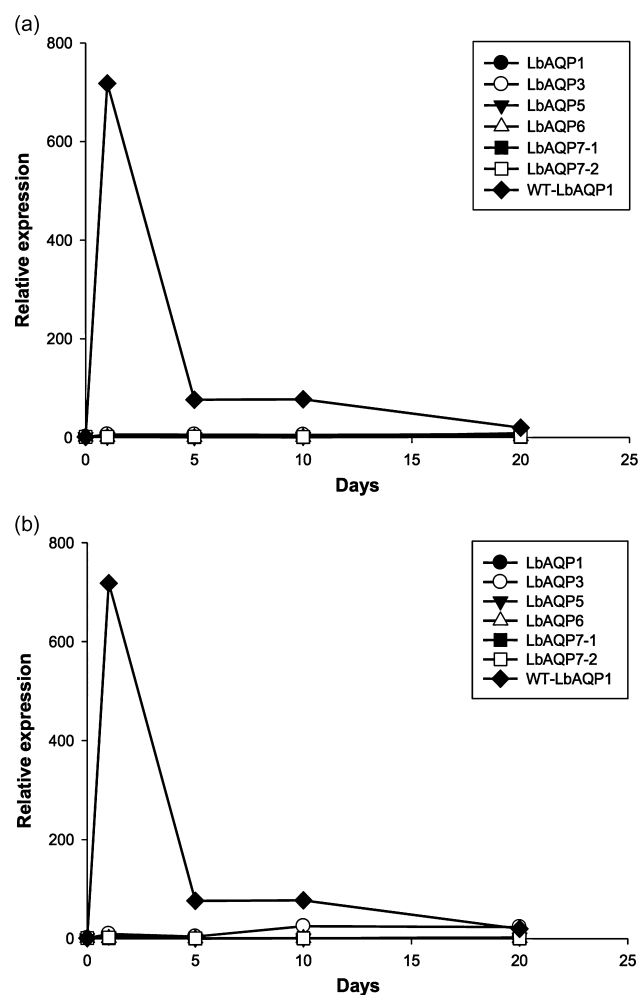 (a)
800
600
400
200
0
Relative expression
0 5 10 15 20 25
Days
LbAQP1
LbAQP3
LbAQP5
LbAQP6
LbAQP7-1
LbAQP7-2
WT-LbAQP1
(b)
800
600
400
200
0
Relative expression
0 5 10 15 20 25
Days
LbAQP1
LbAQP3
LbAQP5
LbAQP6
LbAQP7-1
LbAQP7-2
WT-LbAQP1